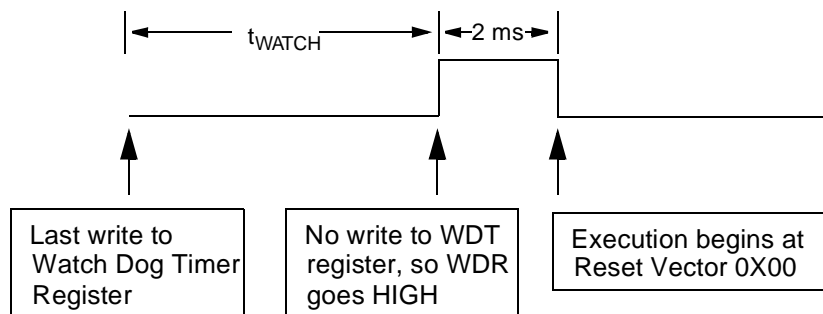 tWATCH
2 ms
Last write to
Watch Dog Timer
Register
No write to WDT
register, so WDR
goes HIGH
Execution begins at
Reset Vector 0X00